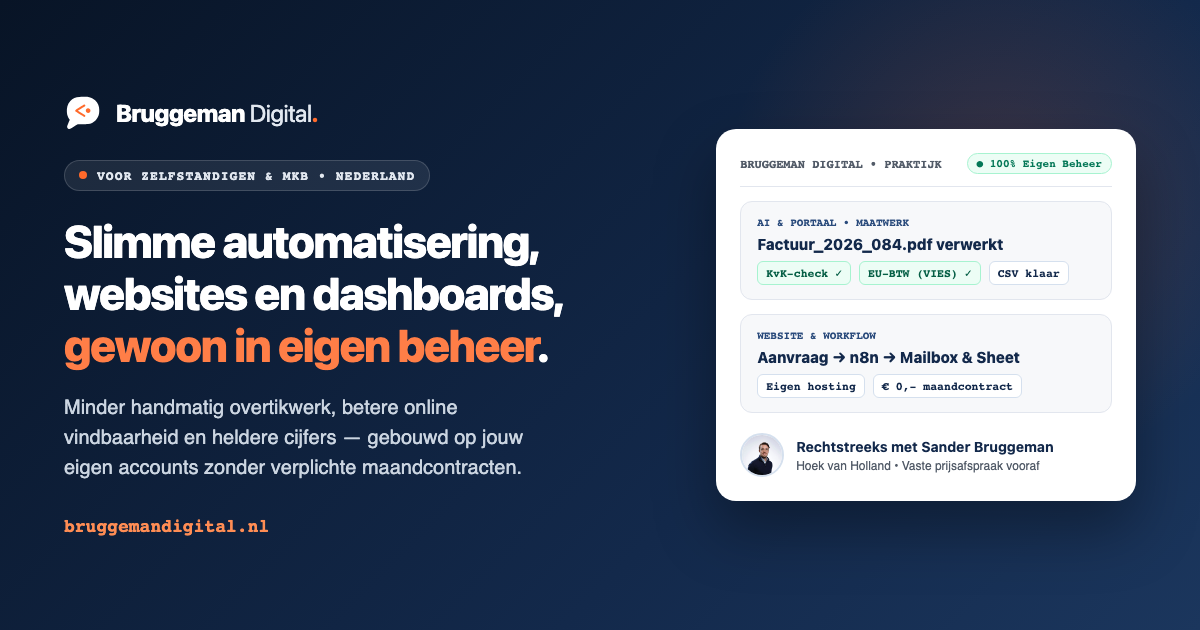 Bruggeman Digital.
VOOR ZELFSTANDIGEN & MKB • NEDERLAND
Slimme automatisering,
websites en dashboards,
gewoon in eigen beheer.
Minder handmatig overtikwerk, betere online
vindbaarheid en heldere cijfers — gebouwd op jouw
eigen accounts zonder verplichte maandcontracten.
bruggemandigital.nl
BRUGGEMAN DIGITAL • PRAKTIJK
● 100% Eigen Beheer
AI & PORTAAL • MAATWERK
Factuur_2026_084.pdf verwerkt
KvK-check ✓ EU-BTW (VIES) ✓ CSV klaar
WEBSITE & WORKFLOW
Aanvraag → n8n → Mailbox & Sheet
Eigen hosting € 0,- maandcontract
Rechtstreeks met Sander Bruggeman
Hoek van Holland • Vaste prijsafspraak vooraf